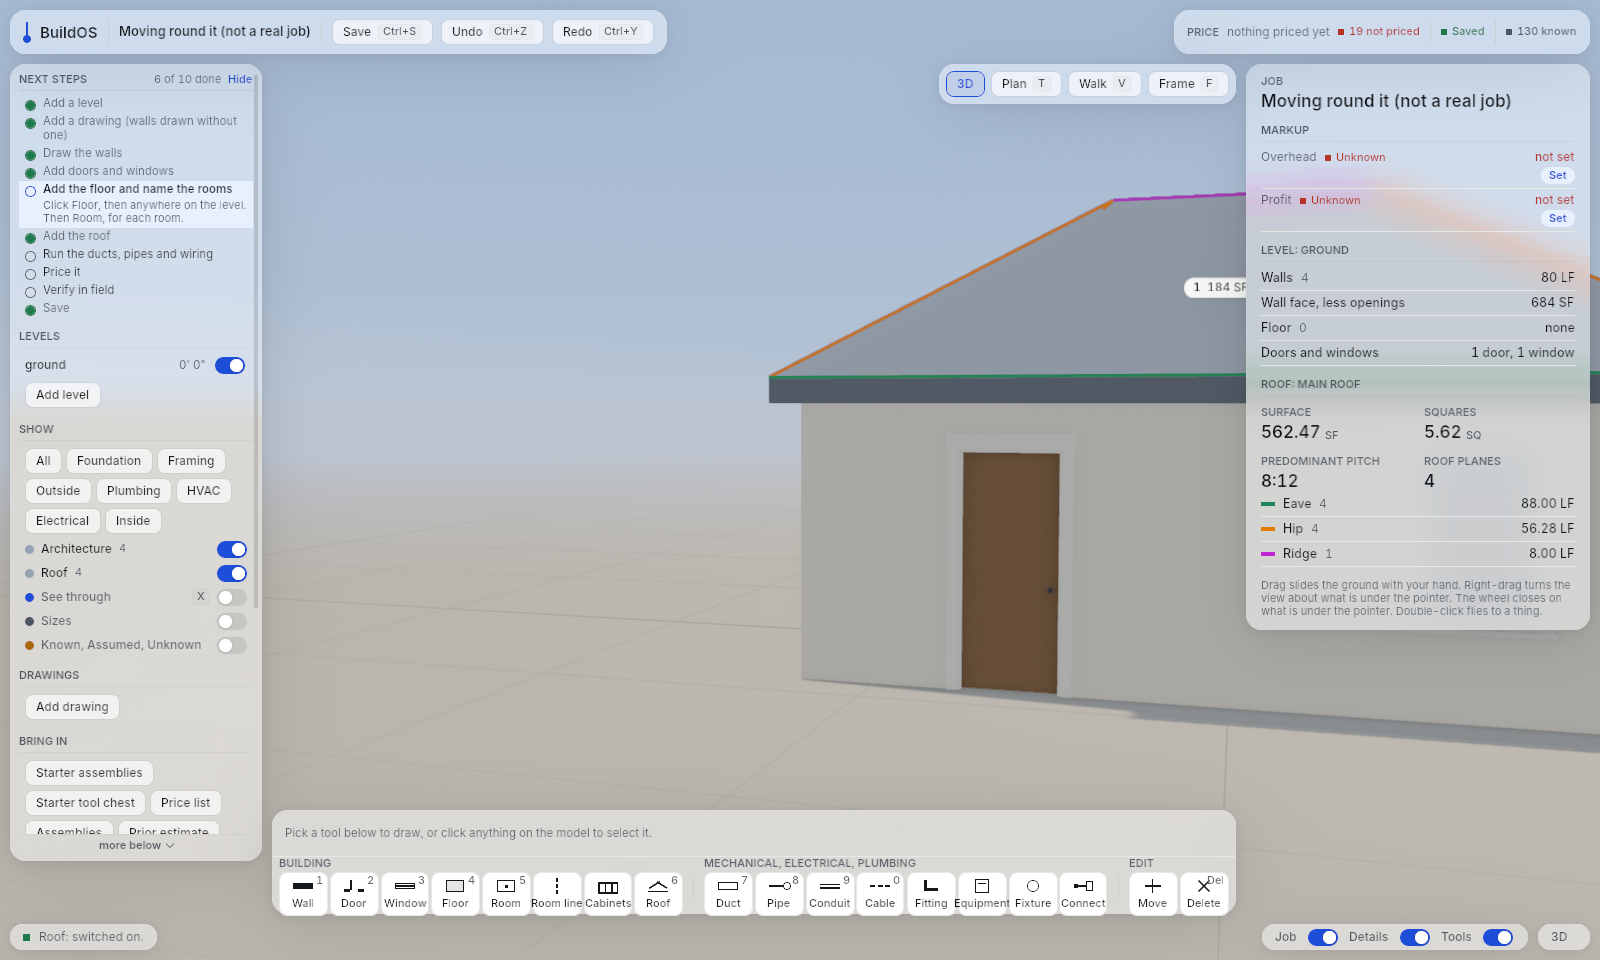 BuildOS
Moving round it (not a real job)
Save Ctrl+S
Undo Ctrl+Z
Redo Ctrl+Y
PRICE nothing priced yet 19 not priced Saved 130 known
NEXT STEPS 6 of 10 done Hide
Add a level
Add a drawing (walls drawn without
one)
Draw the walls
Add doors and windows
Add the floor and name the rooms
Click Floor, then anywhere on the level.
Then Room, for each room.
Add the roof
Run the ducts, pipes and wiring
Price it
Verify in field
Save
LEVELS
ground 0' 0"
Add level
SHOW
All Foundation Framing
Outside Plumbing HVAC
Electrical Inside
Architecture 4
Roof 4
See through X
Sizes
Known, Assumed, Unknown
DRAWINGS
Add drawing
BRING IN
Starter assemblies
Starter tool chest Price list
Assemblies Prior estimate
more below
3D Plan T Walk V Frame F
1 184 SF
JOB
Moving round it (not a real job)
MARKUP
Overhead Unknown not set
Set
Profit Unknown not set
Set
LEVEL: GROUND
Walls 4 80 LF
Wall face, less openings 684 SF
Floor 0 none
Doors and windows 1 door, 1 window
ROOF: MAIN ROOF
SURFACE SQUARES
562.47 SF 5.62 SQ
PREDOMINANT PITCH ROOF PLANES
8:12 4
Eave 4 88.00 LF
Hip 4 56.28 LF
Ridge 1 8.00 LF
Drag slides the ground with your hand. Right-drag turns the
view about what is under the pointer. The wheel closes on
what is under the pointer. Double-click flies to a thing.
Pick a tool below to draw, or click anything on the model to select it.
BUILDING MECHANICAL, ELECTRICAL, PLUMBING EDIT
1 2 3 4 5 6 7 8 9 0 Del
Wall Door Window Floor Room Room line Cabinets Roof Duct Pipe Conduit Cable Fitting Equipment Fixture Connect Move Delete
Roof: switched on.
Job Details Tools 3D